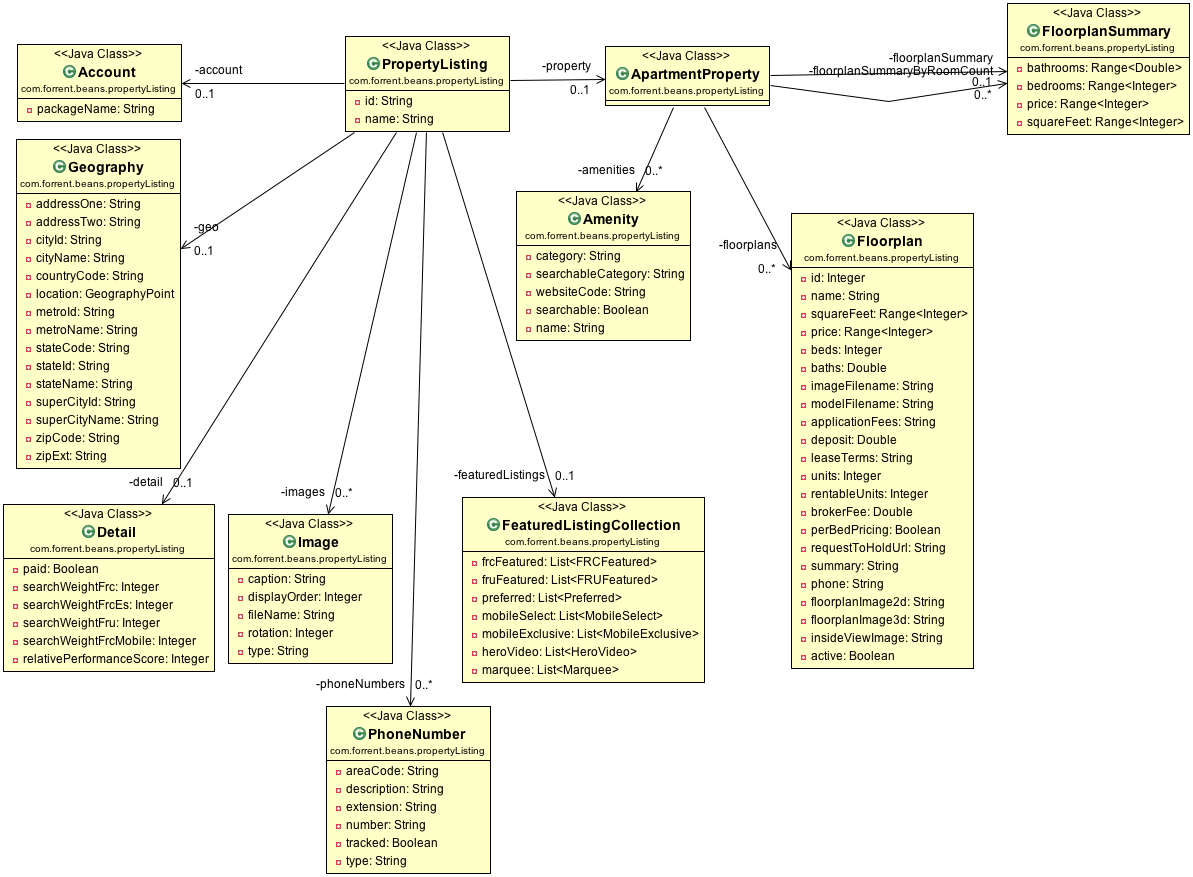 <<Java Class>>
Account
com.forrent.beans.propertyListing
packageName: String
-account
0..1
<<Java Class>>
PropertyListing
com.forrent.beans.propertyListing
id: String
name: String
-property
0..1
<<Java Class>>
ApartmentProperty
com.forrent.beans.propertyListing
-floorplanSummary
-floorplanSummaryByRoomCount
0..1
0..*
<<Java Class>>
FloorplanSummary
com.forrent.beans.propertyListing
bathrooms: Range<Double>
bedrooms: Range<Integer>
price: Range<Integer>
squareFeet: Range<Integer>
<<Java Class>>
Geography
com.forrent.beans.propertyListing
addressOne: String
addressTwo: String
cityId: String
cityName: String
countryCode: String
location: GeographyPoint
metroId: String
metroName: String
stateCode: String
stateId: String
stateName: String
superCityId: String
superCityName: String
zipCode: String
zipExt: String
-geo
0..1
-amenities
0..*
<<Java Class>>
Amenity
com.forrent.beans.propertyListing
category: String
searchableCategory: String
websiteCode: String
searchable: Boolean
name: String
-floorplans
0..*
<<Java Class>>
Floorplan
com.forrent.beans.propertyListing
id: Integer
name: String
squareFeet: Range<Integer>
price: Range<Integer>
beds: Integer
baths: Double
imageFilename: String
modelFilename: String
applicationFees: String
deposit: Double
leaseTerms: String
units: Integer
rentableUnits: Integer
brokerFee: Double
perBedPricing: Boolean
requestToHoldUrl: String
summary: String
phone: String
floorplanImage2d: String
floorplanImage3d: String
insideViewImage: String
active: Boolean
-detail
0..1
<<Java Class>>
Detail
com.forrent.beans.propertyListing
paid: Boolean
searchWeightFrc: Integer
searchWeightFrcEs: Integer
searchWeightFru: Integer
searchWeightFrcMobile: Integer
relativePerformanceScore: Integer
-images
0..*
<<Java Class>>
Image
com.forrent.beans.propertyListing
caption: String
displayOrder: Integer
fileName: String
rotation: Integer
type: String
-featuredListings
0..1
<<Java Class>>
FeaturedListingCollection
com.forrent.beans.propertyListing
frcFeatured: List<FRCFeatured>
fruFeatured: List<FRUFeatured>
preferred: List<Preferred>
mobileSelect: List<MobileSelect>
mobileExclusive: List<MobileExclusive>
heroVideo: List<HeroVideo>
marquee: List<Marquee>
-phoneNumbers
0..*
<<Java Class>>
PhoneNumber
com.forrent.beans.propertyListing
areaCode: String
description: String
extension: String
number: String
tracked: Boolean
type: String